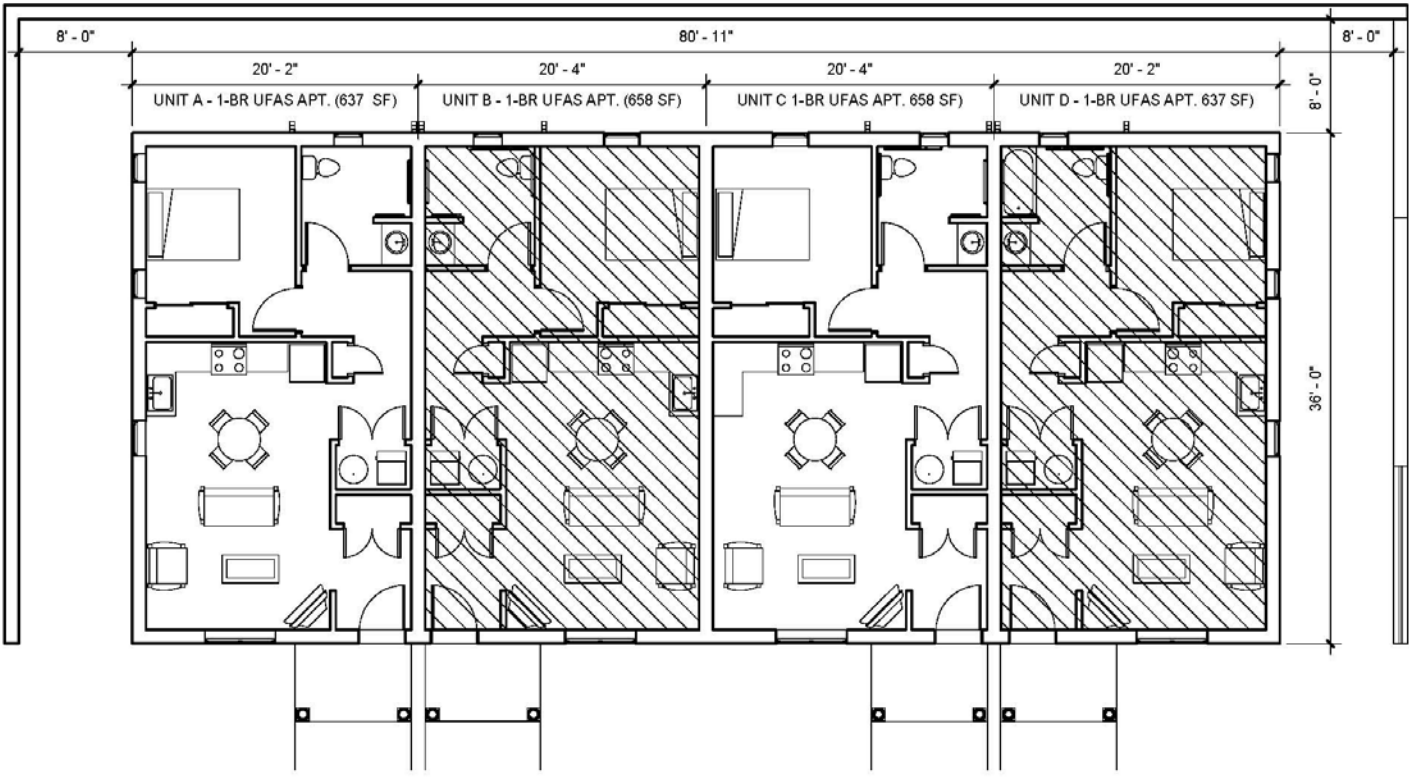 8' - 0"
80' - 11"
8' - 0"
20' - 2"
20' - 4"
20' - 4"
20' - 2"
8' - 0"
UNIT A - 1-BR UFAS APT. (637 SF)
UNIT B - 1-BR UFAS APT. (658 SF)
UNIT C 1-BR UFAS APT. 658 SF)
UNIT D - 1-BR UFAS APT. 637 SF)
36' - 0"